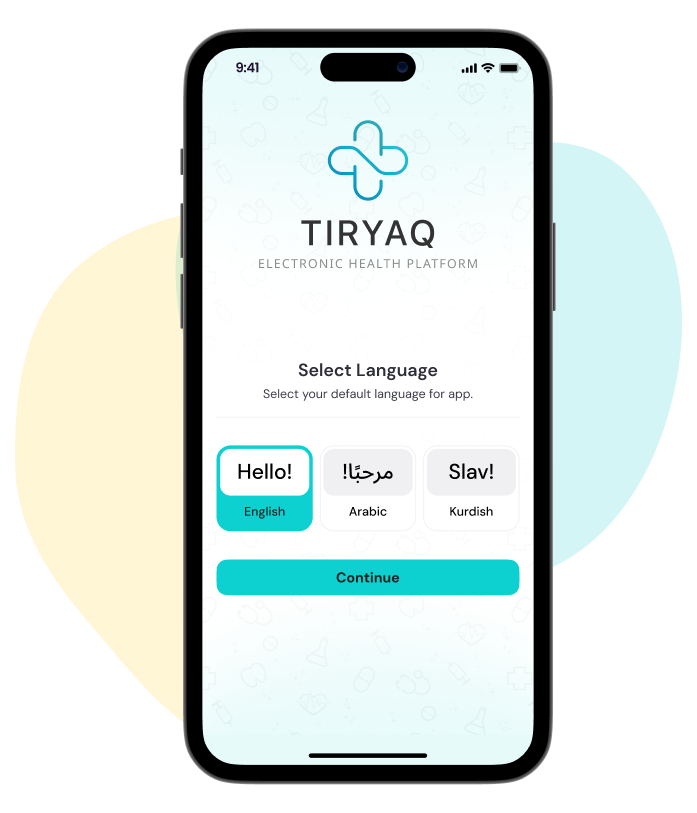 9:41
TIRYAQ
ELECTRONIC HEALTH PLATFORM
Select Language
Select your default language for app.
Hello!
مرحبًا!
Slav!
English
Arabic
Kurdish
Continue